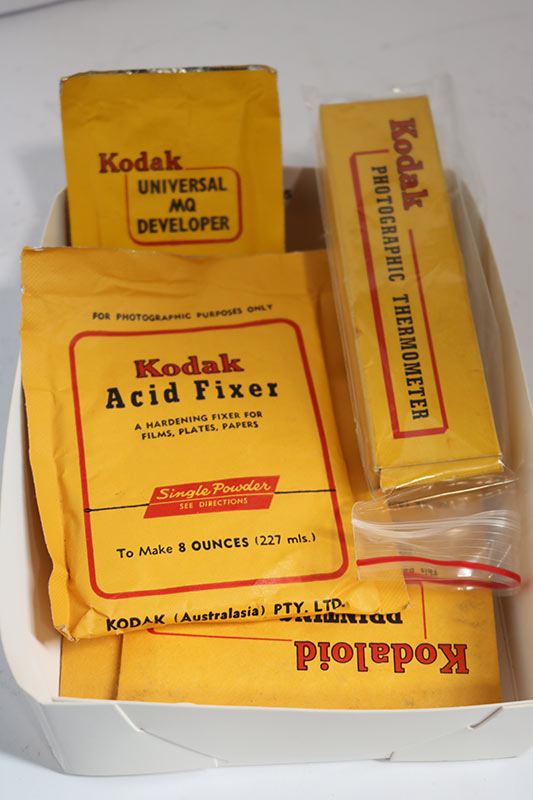 Kodak
UNIVERSAL
MQ
DEVELOPER
Kodak
PHOTOGRAPHIC THERMOMETER
FOR PHOTOGRAPHIC PURPOSES ONLY
Kodak
Acid Fixer
A HARDENING FIXER FOR
FILMS, PLATES, PAPERS
Single Powder
SEE DIRECTIONS
To Make 8 OUNCES (227 mls.)
KODAK (Australasia) PTY. LTD.
Kodaloid
PRINTING